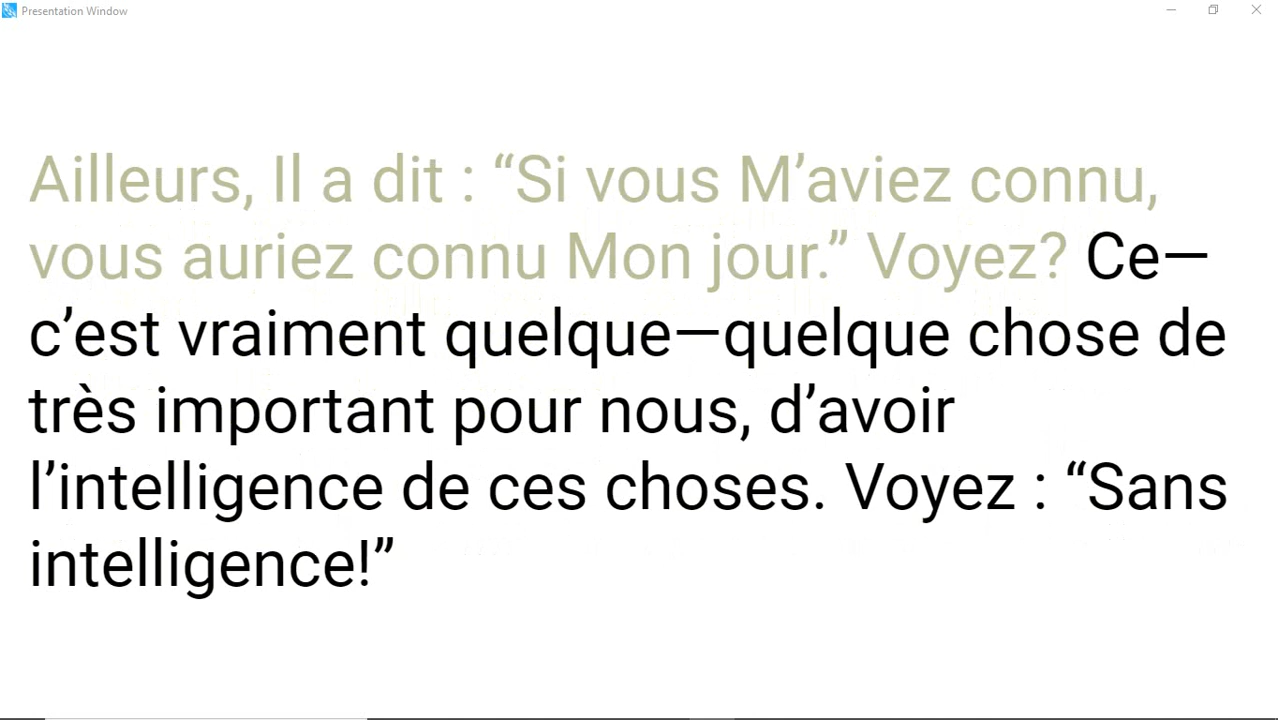 Presentation Window
Ailleurs, Il a dit : “Si vous M’aviez connu,
vous auriez connu Mon jour.” Voyez? Ce—
c’est vraiment quelque—quelque chose de
très important pour nous, d’avoir
l’intelligence de ces choses. Voyez : “Sans
intelligence!”